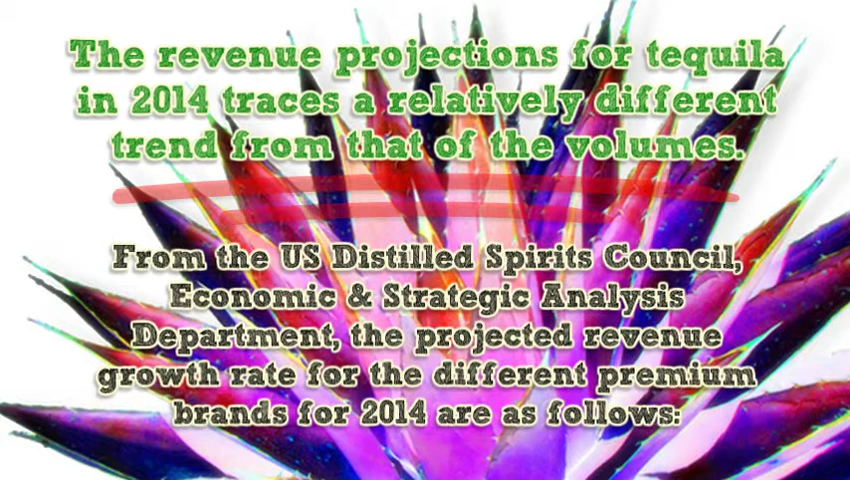 The revenue projections for tequila
in 2014 traces a relatively different
trend from that of the volumes.
From the US Distilled Spirits Council,
Economic & Strategic Analysis
Department, the projected revenue
growth rate for the different premium
brands for 2014 are as follows: